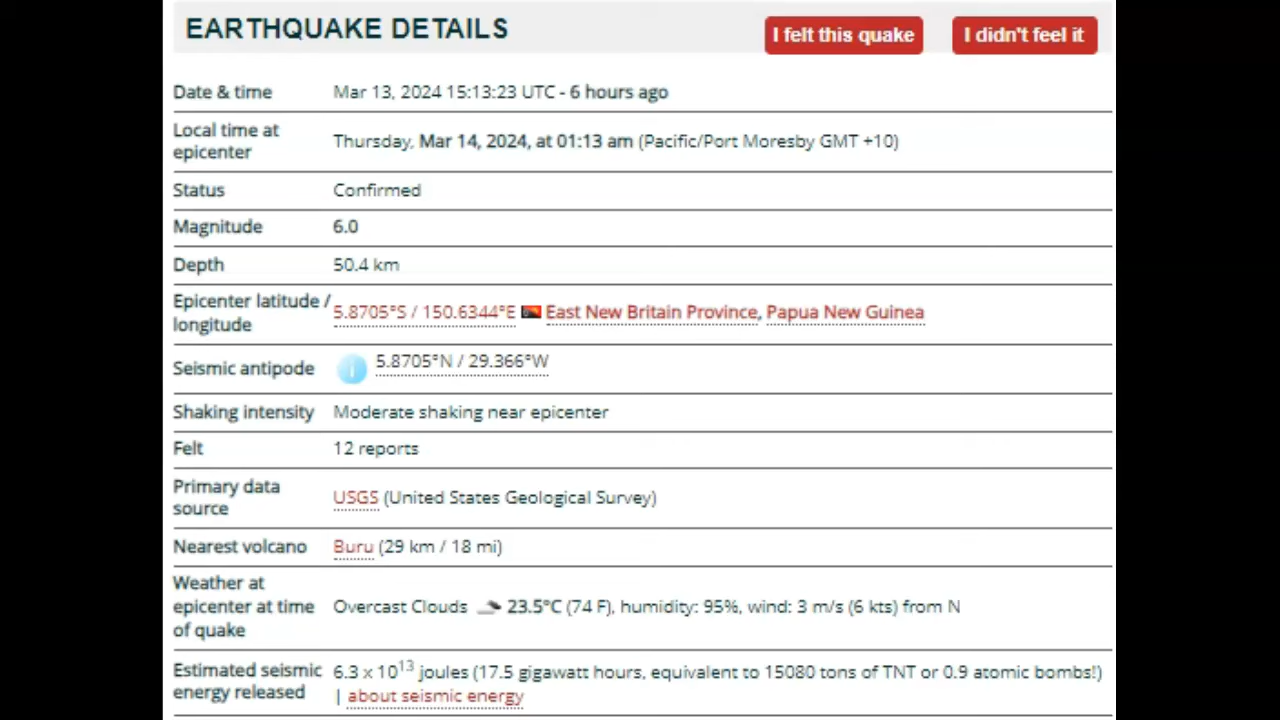 EARTHQUAKE DETAILS
I felt this quake
I didn't feel it
Date & time
Mar 13, 2024 15:13:23 UTC - 6 hours ago
Local time at
epicenter
Thursday, Mar 14, 2024, at 01:13 am (Pacific/Port Moresby GMT +10)
Status
Confirmed
Magnitude
6.0
Depth
50.4 km
Epicenter latitude /
longitude
5.8705°S / 150.6344°E East New Britain Province, Papua New Guinea
Seismic antipode
i 5.8705°N / 29.366°W
Shaking intensity
Moderate shaking near epicenter
Felt
12 reports
Primary data
source
USGS (United States Geological Survey)
Nearest volcano
Buru (29 km / 18 mi)
Weather at
epicenter at time
of quake
Overcast Clouds 23.5°C (74 F), humidity: 95%, wind: 3 m/s (6 kts) from N
Estimated seismic
energy released
6.3 x 10¹³ joules (17.5 gigawatt hours, equivalent to 15080 tons of TNT or 0.9 atomic bombs!)
| about seismic energy